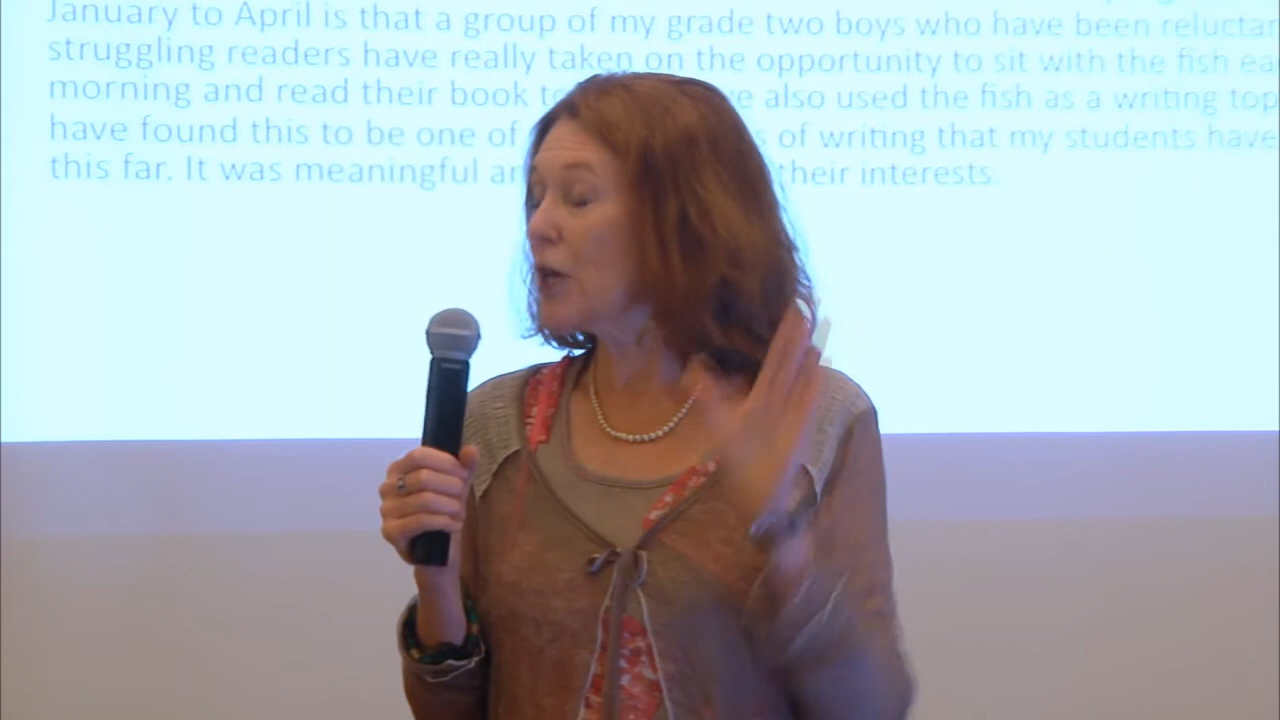 January to April is that a group of my grade two boys who have been reluctan
struggling readers have really taken on the opportunity to sit with the fish ea
morning and read their book to e also used the fish as a writing top
have found this to be one of s of writing that my students have
this far. It was meaningful an their interests.